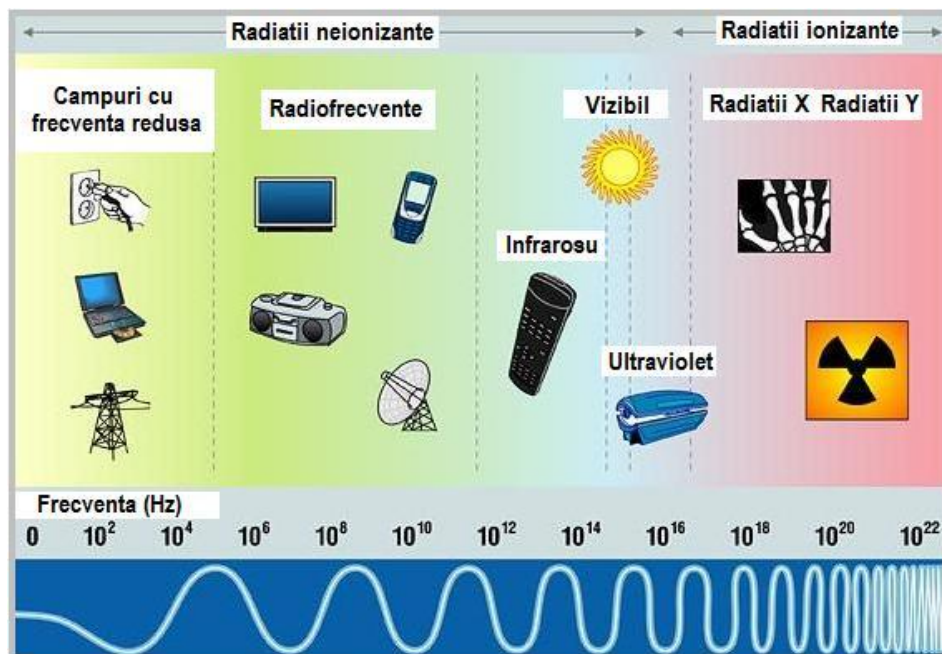 Radiatii neionizante
Radiatii ionizante
Campuri cu
frecventa redusa
Radiofrecvente
Vizibil
Radiatii X Radiatii Y
Infrarosu
Ultraviolet
Frecventa (Hz)
0 10² 10⁴ 10⁶ 10⁸ 10¹⁰ 10¹² 10¹⁴ 10¹⁶ 10¹⁸ 10²⁰ 10²²